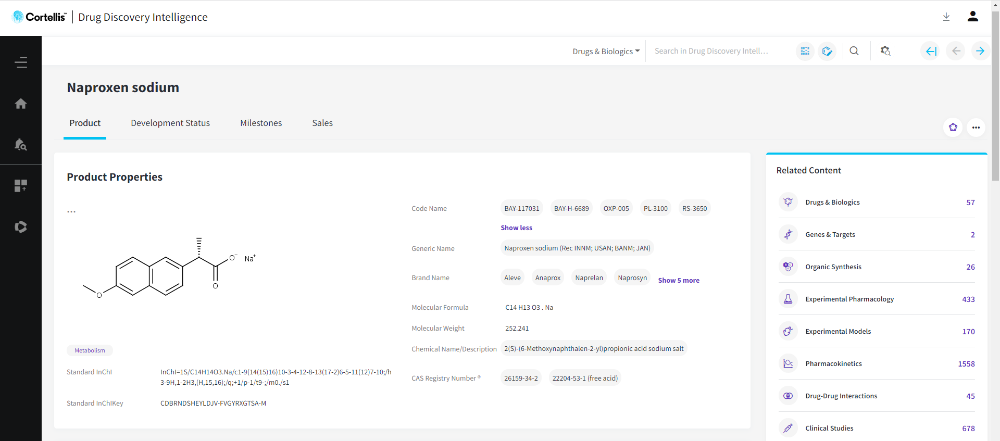 Cortellis™ | Drug Discovery Intelligence
Drugs & Biologics
Search in Drug Discovery Intell...
Naproxen sodium
Product
Development Status
Milestones
Sales
Product Properties
...
O⁻ Na⁺
O
O
Metabolism
Standard InChI
InChI=1S/C14H14O3.Na/c1-9(14(15)16)10-3-4-12-8-13(17-2)6-5-11(12)7-10;/h
3-9H,1-2H3,(H,15,16);/q;+1/p-1/t9-;/m0./s1
Standard InChIKey
CDBRNDSHEYLDJV-FVGYRXGTSA-M
Code Name
BAY-117031 BAY-H-6689 OXP-005 PL-3100 RS-3650
Show less
Generic Name
Naproxen sodium (Rec INNM; USAN; BANM; JAN)
Brand Name
Aleve Anaprox Naprelan Naprosyn Show 5 more
Molecular Formula
C14 H13 O3 . Na
Molecular Weight
252.241
Chemical Name/Description
2(S)-(6-Methoxynaphthalen-2-yl)propionic acid sodium salt
CAS Registry Number ®
26159-34-2 22204-53-1 (free acid)
Related Content
Drugs & Biologics 57
Genes & Targets 2
Organic Synthesis 26
Experimental Pharmacology 433
Experimental Models 170
Pharmacokinetics 1558
Drug-Drug Interactions 45
Clinical Studies 678